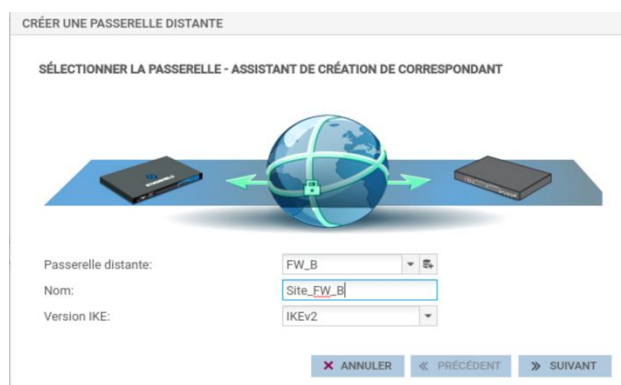 CRÉER UNE PASSERELLE DISTANTE
SÉLECTIONNER LA PASSERELLE - ASSISTANT DE CRÉATION DE CORRESPONDANT
Passerelle distante: FW_B
Nom: Site_FW_B
Version IKE: IKEv2
ANNULER PRÉCÉDENT SUIVANT